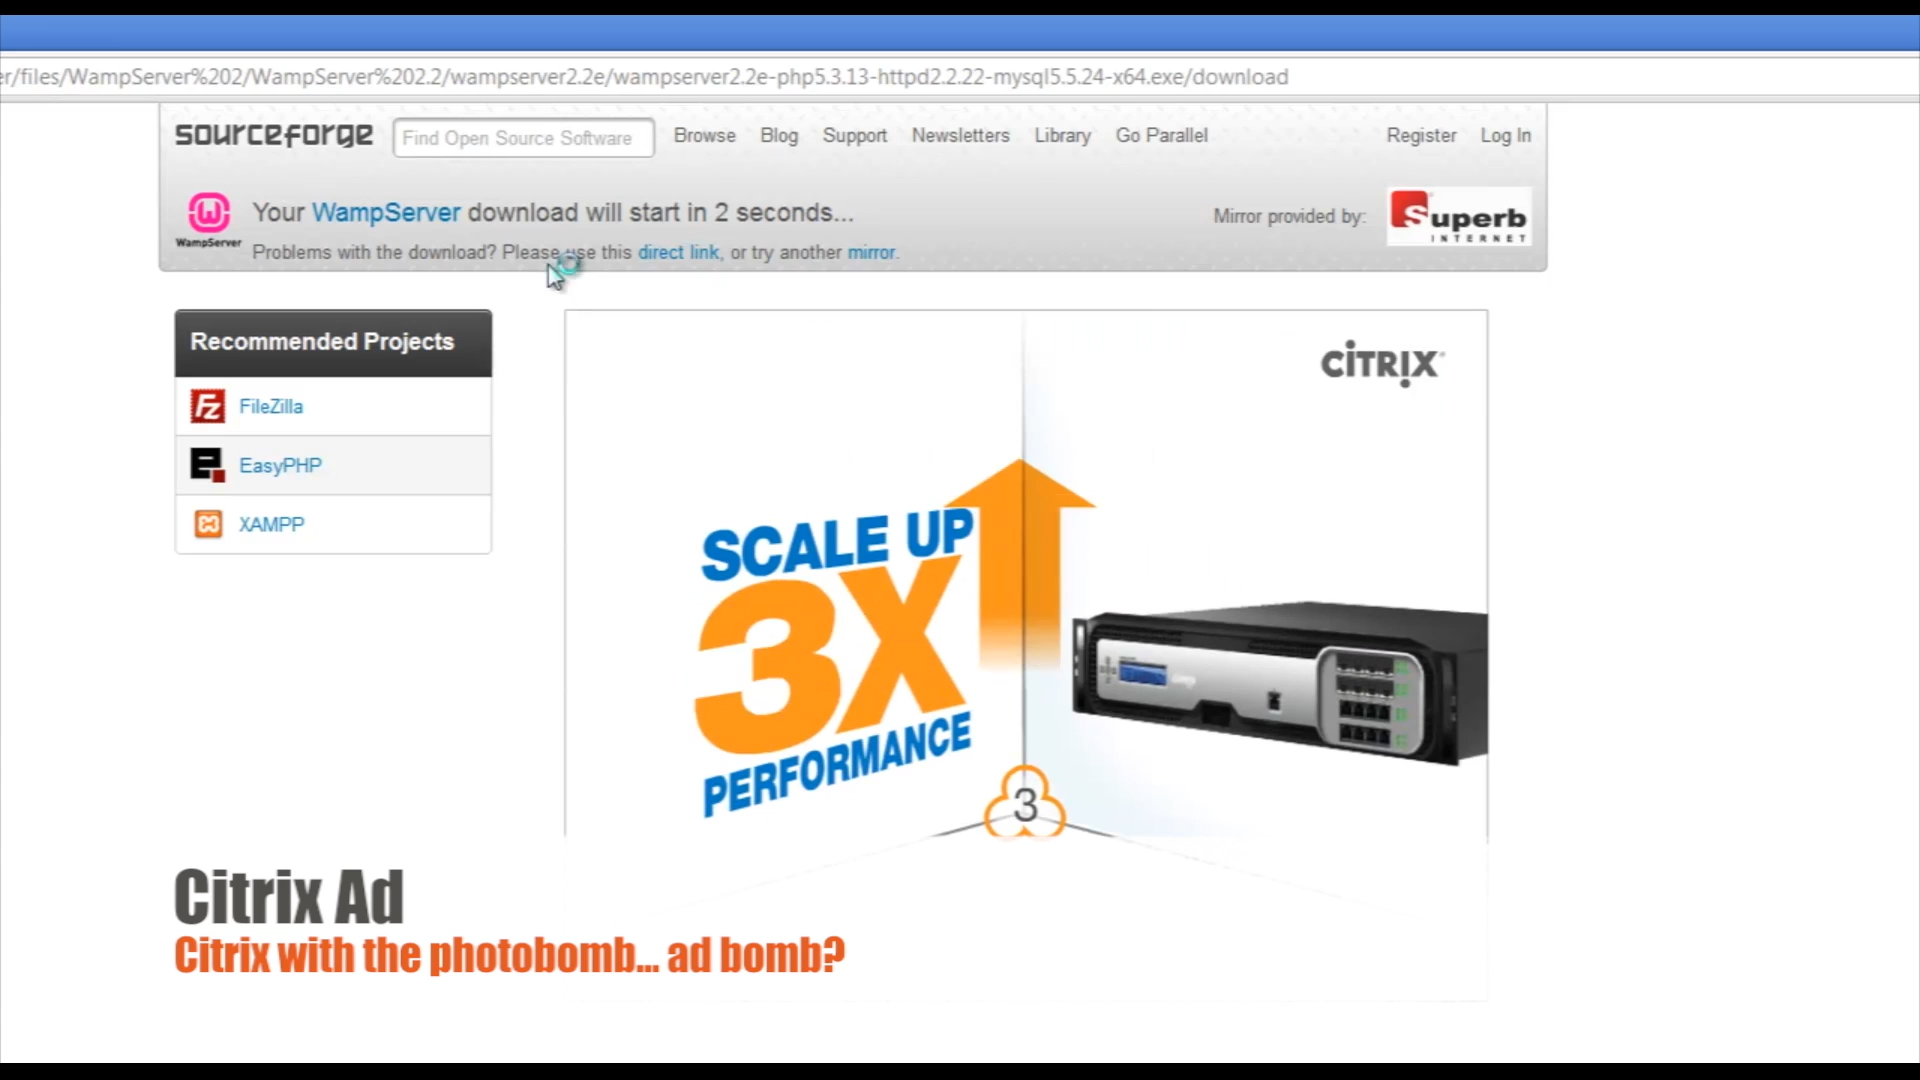 er/files/WampServer%202/WampServer%202.2/wampserver2.2e/wampserver2.2e-php5.3.13-httpd2.2.22-mysql5.5.24-x64.exe/download
sourceforge Find Open Source Software Browse Blog Support Newsletters Library Go Parallel Register Log In
WampServer
Your WampServer download will start in 2 seconds...
Problems with the download? Please use this direct link, or try another mirror.
Mirror provided by:
Superb
INTERNET
Recommended Projects
FileZilla
EasyPHP
XAMPP
CITRIX
SCALE UP
3X
PERFORMANCE
3
Citrix Ad
Citrix with the photobomb... ad bomb?